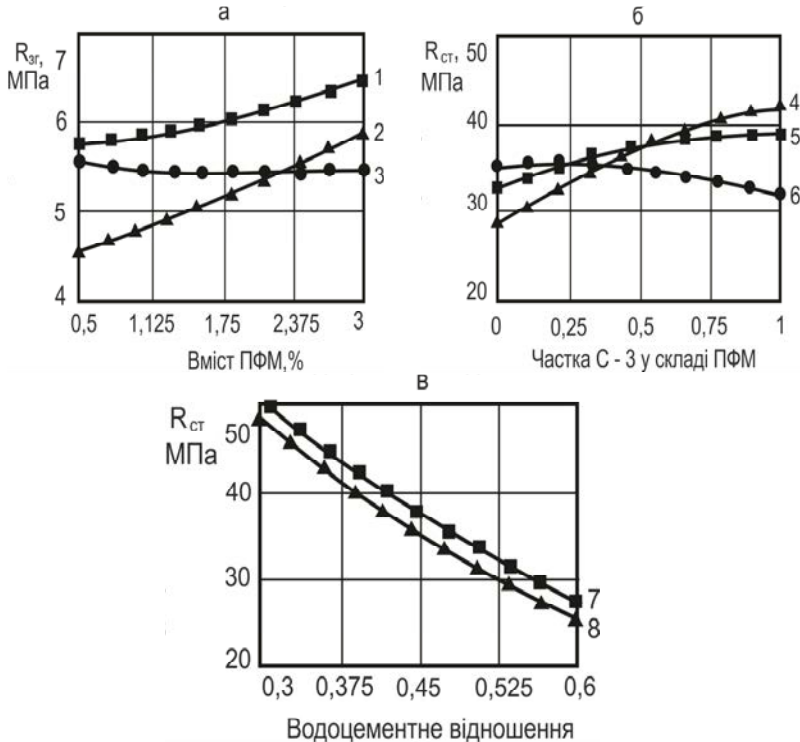 а
R зг,
МПа
7
6
5
4
1
2
3
0,5 1,125 1,75 2,375 3
Вміст ПФМ,%
б
R ст,
МПа
50
40
30
20
4
5
6
0 0,25 0,5 0,75 1
Частка С - 3 у складі ПФМ
в
R ст
МПа
50
40
30
20
7
8
0,3 0,375 0,45 0,525 0,6
Водоцементне відношення